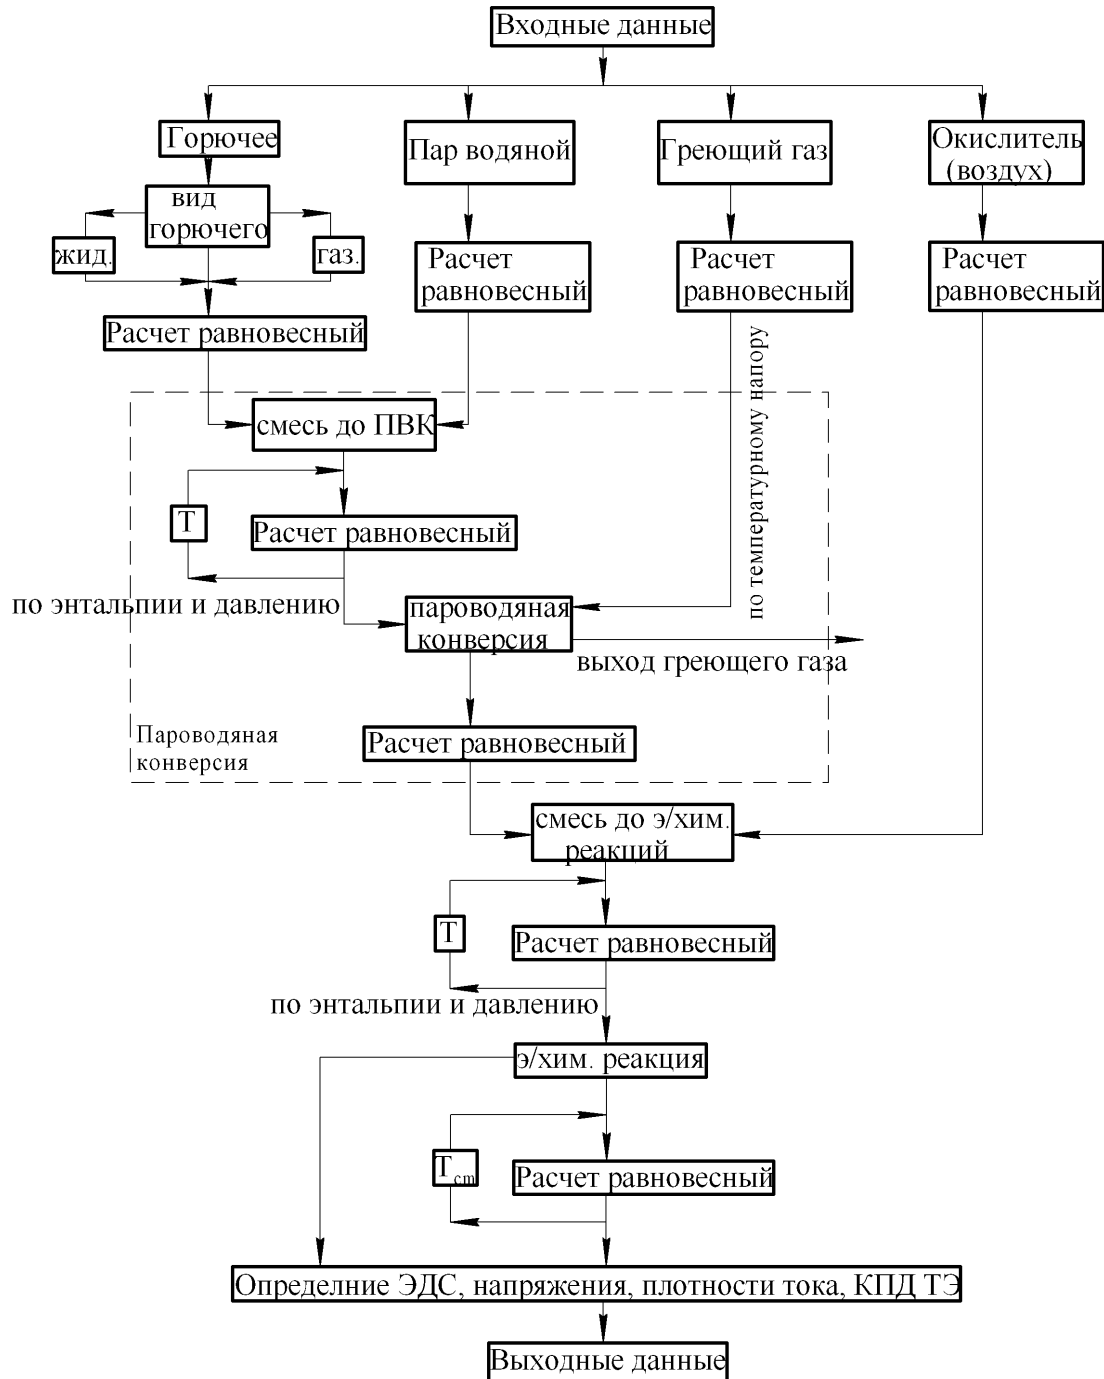 Входные данные
Горючее
Пар водяной
Греющий газ
Окислитель
(воздух)
вид
горючего
жид.
газ.
Расчет
равновесный
Расчет
равновесный
Расчет
равновесный
Расчет равновесный
по температурному напору
смесь до ПВК
Т
Расчет равновесный
по энтальпии и давлению
пароводяная
конверсия
выход греющего газа
Пароводяная
конверсия
Расчет равновесный
смесь до э/хим.
реакций
Т
Расчет равновесный
по энтальпии и давлению
э/хим. реакция
Тст
Расчет равновесный
Определние ЭДС, напряжения, плотности тока, КПД ТЭ
Выходные данные